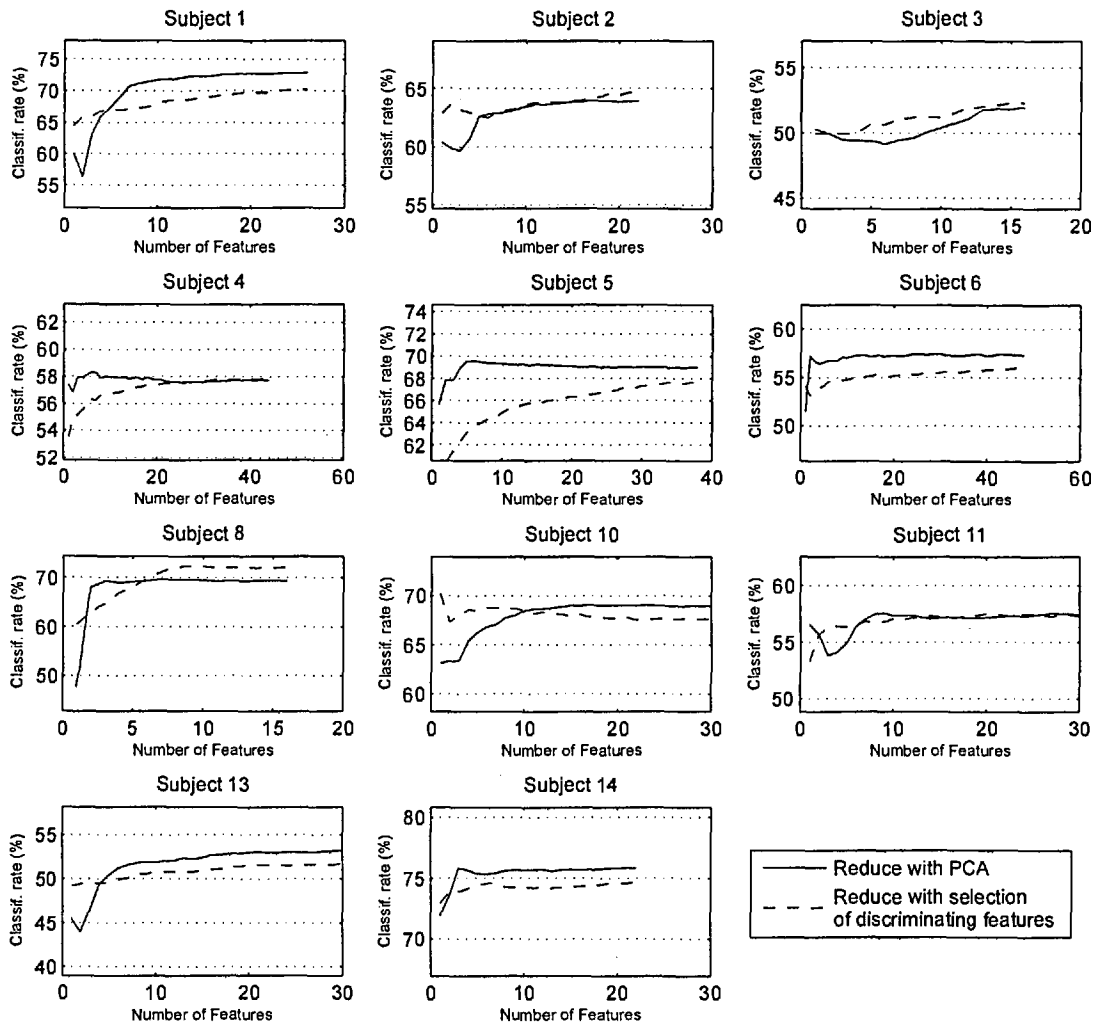 Subject 1
Classif. rate (%)
75
70
65
60
55
0 10 20 30
Number of Features
Subject 2
Classif. rate (%)
65
60
55
0 10 20 30
Number of Features
Subject 3
Classif. rate (%)
55
50
45
0 5 10 15 20
Number of Features
Subject 4
Classif. rate (%)
62
60
58
56
54
52
0 20 40 60
Number of Features
Subject 5
Classif. rate (%)
74
72
70
68
66
64
62
0 10 20 30 40
Number of Features
Subject 6
Classif. rate (%)
60
55
50
0 20 40 60
Number of Features
Subject 8
Classif. rate (%)
70
60
50
0 5 10 15 20
Number of Features
Subject 10
Classif. rate (%)
70
65
60
0 10 20 30
Number of Features
Subject 11
Classif. rate (%)
60
55
50
0 10 20 30
Number of Features
Subject 13
Classif. rate (%)
55
50
45
40
0 10 20 30
Number of Features
Subject 14
Classif. rate (%)
80
75
70
0 10 20 30
Number of Features
Reduce with PCA
Reduce with selection
of discriminating features